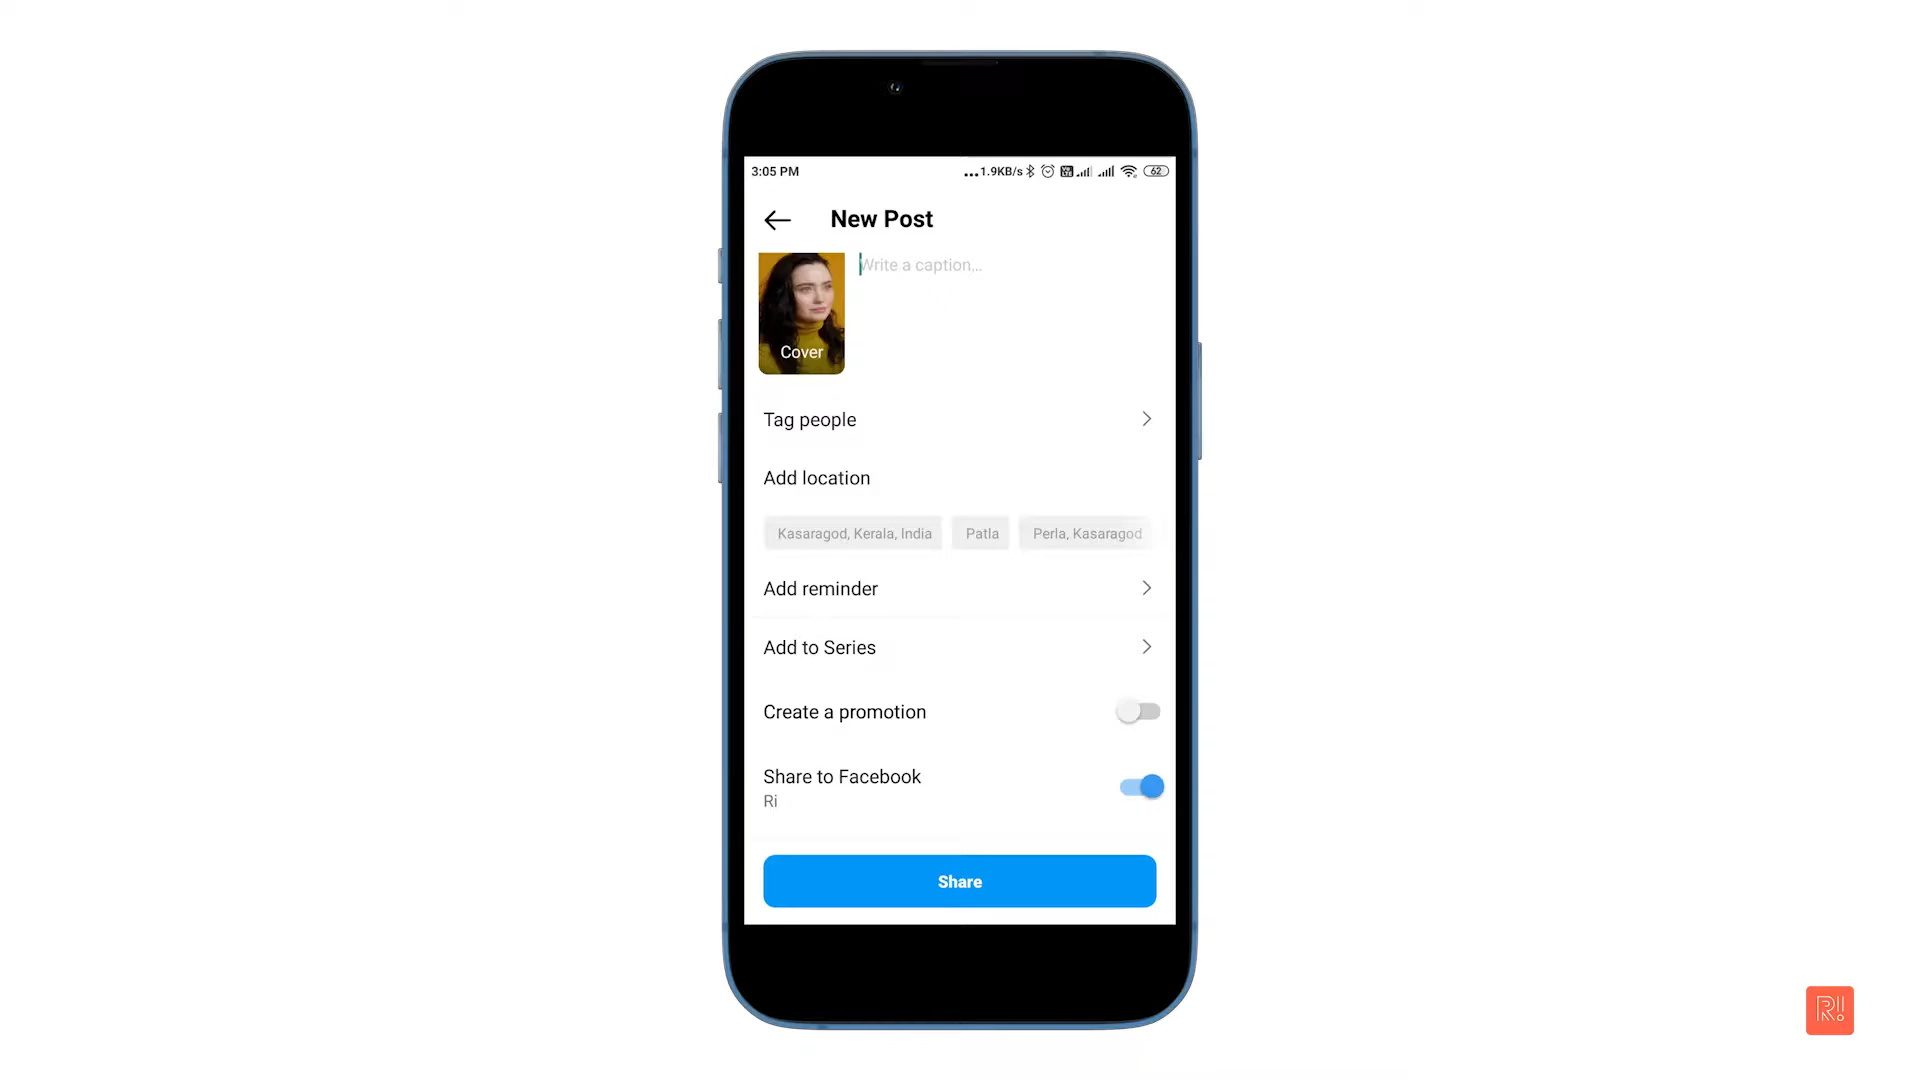 3:05 PM
...1.9KB/s
62
New Post
Write a caption...
Cover
Tag people
Add location
Kasaragod, Kerala, India
Patla
Perla, Kasaragod
Add reminder
Add to Series
Create a promotion
Share to Facebook
Ri
Share
R!